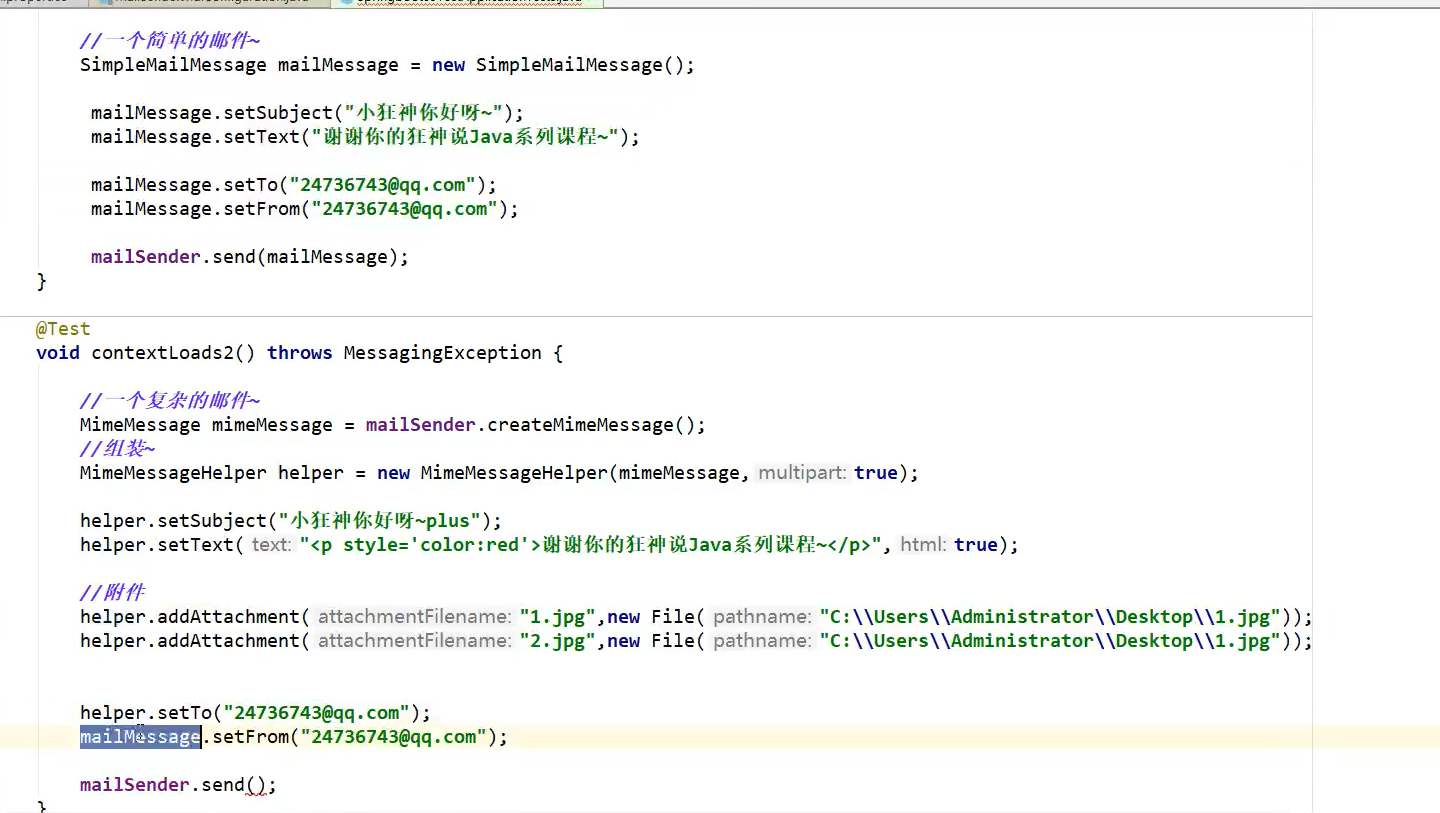 //一个简单的邮件~
SimpleMailMessage mailMessage = new SimpleMailMessage();
mailMessage.setSubject("小狂神你好呀~");
mailMessage.setText("谢谢你的狂神说Java系列课程~");
mailMessage.setTo("24736743@qq.com");
mailMessage.setFrom("24736743@qq.com");
mailSender.send(mailMessage);
}
@Test
void contextLoads2() throws MessagingException {
//一个复杂的邮件~
MimeMessage mimeMessage = mailSender.createMimeMessage();
//组装~
MimeMessageHelper helper = new MimeMessageHelper(mimeMessage, multipart: true);
helper.setSubject("小狂神你好呀~plus");
helper.setText( text: "<p style='color:red'>谢谢你的狂神说Java系列课程~</p>", html: true);
//附件
helper.addAttachment( attachmentFilename: "1.jpg",new File( pathname: "C:\\Users\\Administrator\\Desktop\\1.jpg"));
helper.addAttachment( attachmentFilename: "2.jpg",new File( pathname: "C:\\Users\\Administrator\\Desktop\\1.jpg"));
helper.setTo("24736743@qq.com");
mailMessage.setFrom("24736743@qq.com");
mailSender.send();
}